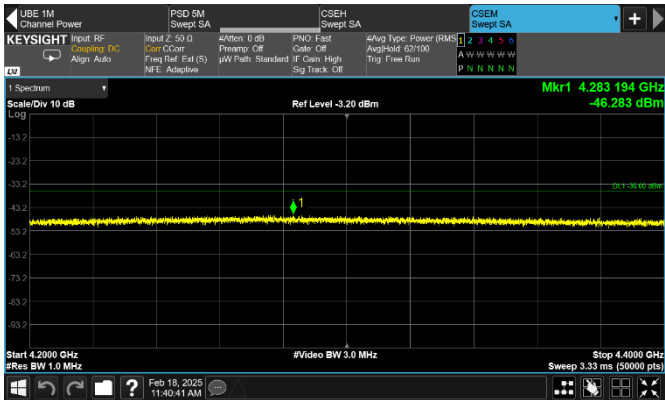 UBE 1M
Channel Power
PSD 5M
Swept SA
CSEH
Swept SA
CSEM
Swept SA
KEYSIGHT
LXI
Input: RF
Coupling: DC
Align: Auto
Input Z: 50 Ω
Corr CCorr
Freq Ref: Ext (S)
NFE: Adaptive
#Atten: 0 dB
Preamp: Off
µW Path: Standard
PNO: Fast
Gate: Off
IF Gain: High
Sig Track: Off
#Avg Type: Power (RMS
Avg|Hold: 62/100
Trig: Free Run
1 2 3 4 5 6
A W W W W W
P N N N N N
1 Spectrum
Scale/Div 10 dB
Ref Level -3.20 dBm
Mkr1 4.283 194 GHz
-46.283 dBm
Log
-13.2
-23.2
-33.2
DL1 -36.00 dBm
1
-43.2
-53.2
-63.2
-73.2
-83.2
-93.2
Start 4.2000 GHz
#Video BW 3.0 MHz
Stop 4.4000 GHz
#Res BW 1.0 MHz
Sweep 3.33 ms (50000 pts)
?
Feb 18, 2025
11:40:41 AM